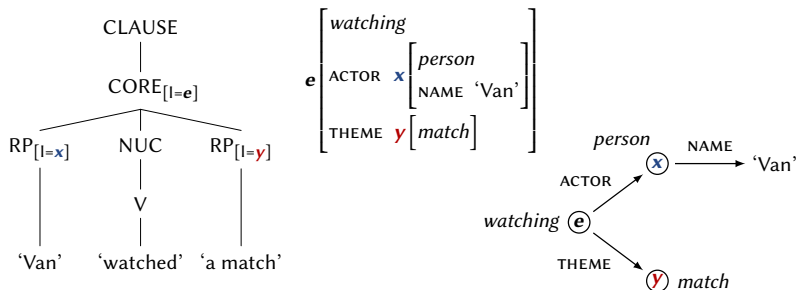 CLAUSE
CORE[I=e]
RP[I=x] NUC RP[I=y]
V
‘Van’ ‘watched’ ‘a match’
e
watching
ACTOR x
person
NAME ‘Van’
THEME y match
person
x NAME ‘Van’
ACTOR
watching e
THEME
y match